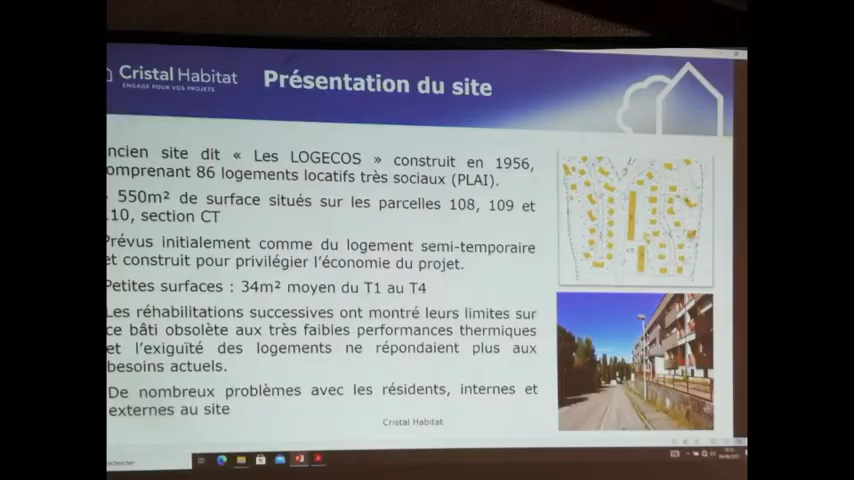 Cristal Habitat
ENGAGÉ POUR VOS PROJETS
Présentation du site
ncien site dit « Les LOGECOS » construit en 1956,
omprenant 86 logements locatifs très sociaux (PLAI).
550m² de surface situés sur les parcelles 108, 109 et
10, section CT
Prévus initialement comme du logement semi-temporaire
et construit pour privilégier l'économie du projet.
Petites surfaces : 34m² moyen du T1 au T4
Les réhabilitations successives ont montré leurs limites sur
ce bâti obsolète aux très faibles performances thermiques
et l'exiguïté des logements ne répondaient plus aux
besoins actuels.
De nombreux problèmes avec les résidents, internes et
externes au site
Cristal Habitat
CT
echercher